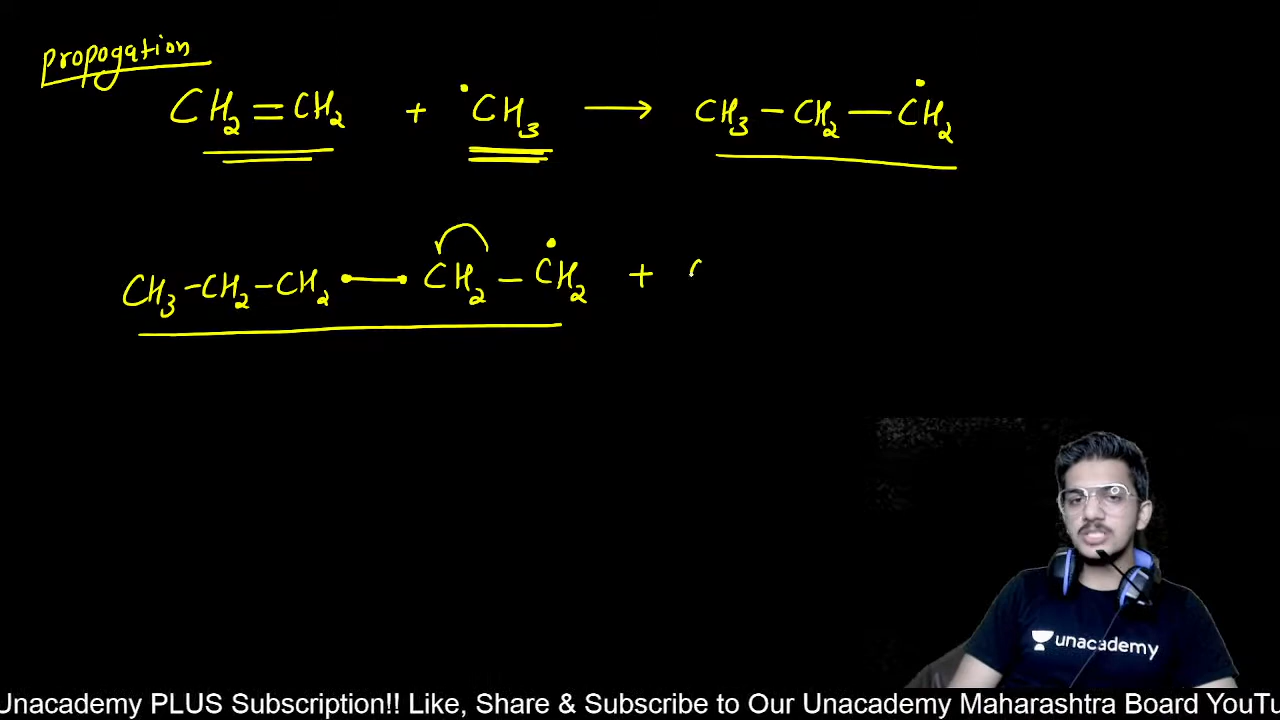 propogation
CH₂=CH₂ + •CH₃ ⟶ CH₃–CH₂–ĊH₂
CH₃–CH₂–CH₂•—•CH₂–ĊH₂ +
unacademy
Unacademy PLUS Subscription!! Like, Share & Subscribe to Our Unacademy Maharashtra Board YouTu